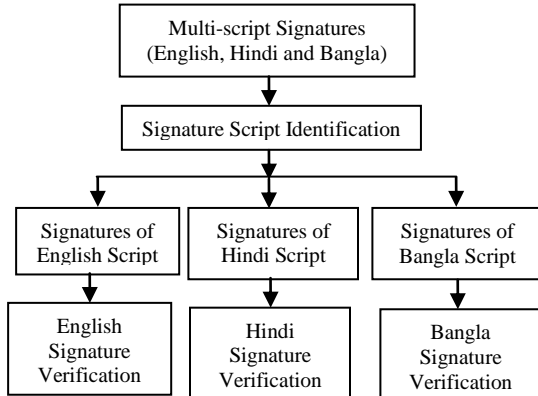 Multi-script Signatures
(English, Hindi and Bangla)
Signature Script Identification
Signatures of
English Script
Signatures of
Hindi Script
Signatures of
Bangla Script
English
Signature
Verification
Hindi
Signature
Verification
Bangla
Signature
Verification